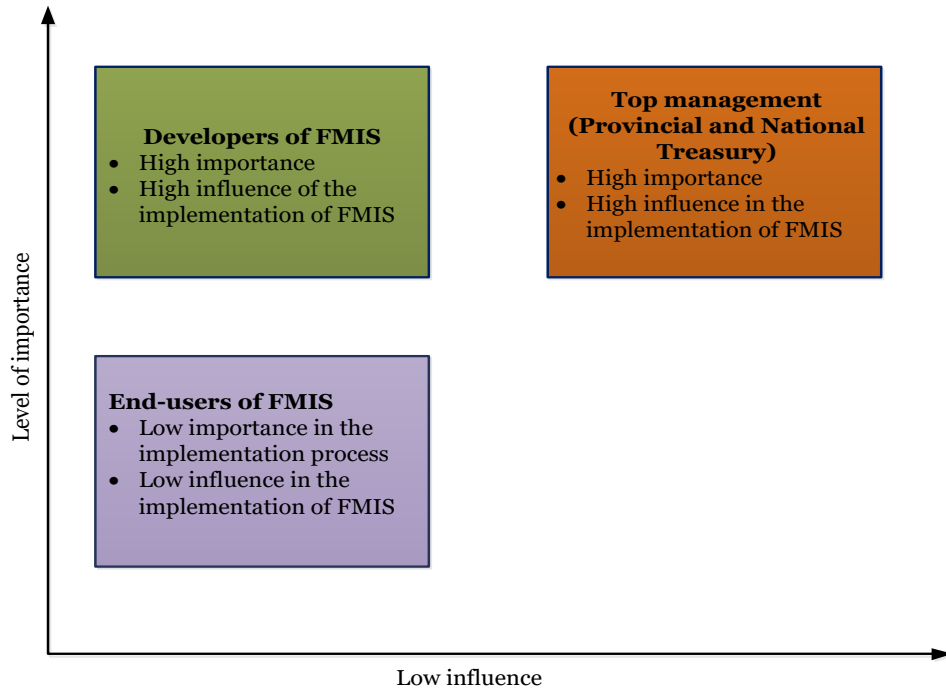 Developers of FMIS
• High importance
• High influence of the
implementation of FMIS
Top management
(Provincial and National
Treasury)
• High importance
• High influence in the
implementation of FMIS
Level of importance
End-users of FMIS
• Low importance in the
implementation process
• Low influence in the
implementation of FMIS
Low influence